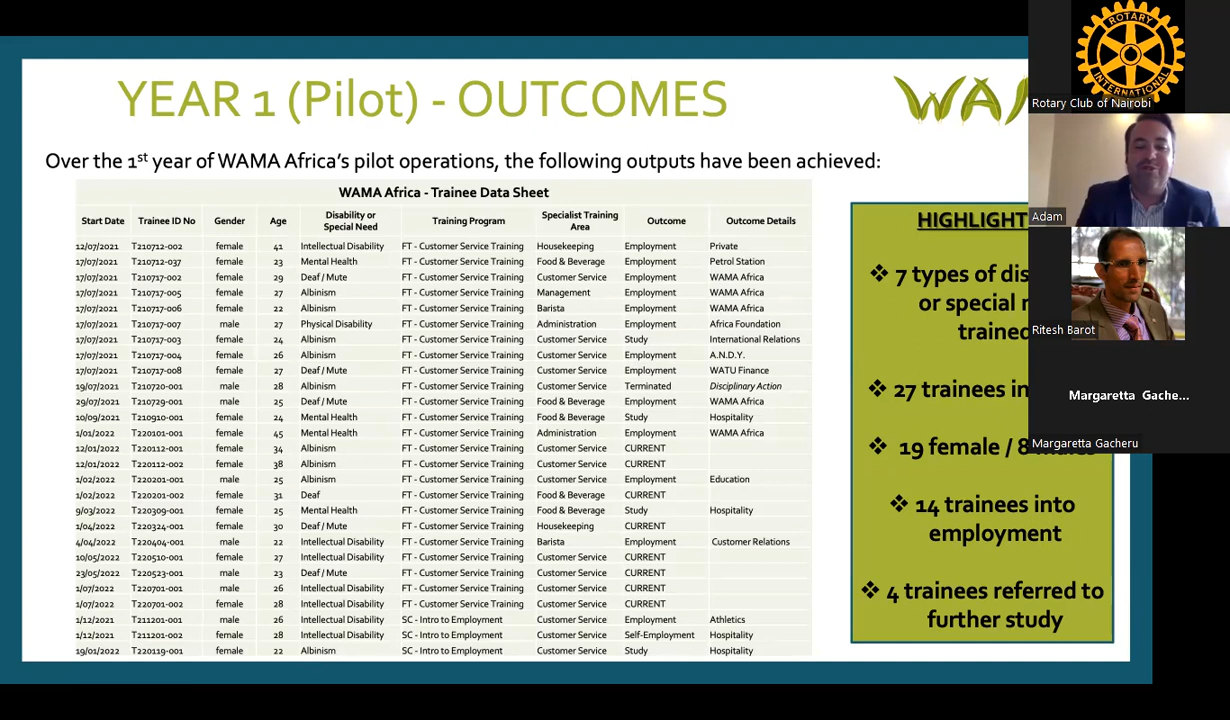 YEAR 1 (Pilot) - OUTCOMES
WAM
Over the 1st year of WAMA Africa's pilot operations, the following outputs have been achieved:
WAMA Africa - Trainee Data Sheet
Start Date Trainee ID No Gender Age Disability or Special Need Training Program Specialist Training Area Outcome Outcome Details
12/07/2021 T210712-002 female 41 Intellectual Disability FT - Customer Service Training Housekeeping Employment Private
17/07/2021 T210712-037 female 23 Mental Health FT - Customer Service Training Food & Beverage Employment Petrol Station
17/07/2021 T210717-002 female 29 Deaf / Mute FT - Customer Service Training Customer Service Employment WAMA Africa
17/07/2021 T210717-005 female 27 Albinism FT - Customer Service Training Management Employment WAMA Africa
17/07/2021 T210717-006 female 22 Albinism FT - Customer Service Training Barista Employment WAMA Africa
17/07/2021 T210717-007 male 27 Physical Disability FT - Customer Service Training Administration Employment Africa Foundation
17/07/2021 T210717-003 female 24 Albinism FT - Customer Service Training Customer Service Study International Relations
17/07/2021 T210717-004 female 26 Albinism FT - Customer Service Training Customer Service Employment A.N.D.Y.
17/07/2021 T210717-008 female 27 Deaf / Mute FT - Customer Service Training Customer Service Employment WATU Finance
19/07/2021 T210720-001 male 28 Albinism FT - Customer Service Training Customer Service Terminated Disciplinary Action
29/07/2021 T210729-001 male 25 Deaf / Mute FT - Customer Service Training Food & Beverage Employment WAMA Africa
10/09/2021 T210910-001 female 24 Mental Health FT - Customer Service Training Food & Beverage Study Hospitality
1/01/2022 T220101-001 female 45 Mental Health FT - Customer Service Training Administration Employment WAMA Africa
12/01/2022 T220112-001 female 34 Albinism FT - Customer Service Training Customer Service CURRENT
12/01/2022 T220112-002 female 38 Albinism FT - Customer Service Training Customer Service CURRENT
1/02/2022 T220201-001 male 25 Albinism FT - Customer Service Training Customer Service Employment Education
1/02/2022 T220201-002 female 31 Deaf FT - Customer Service Training Food & Beverage CURRENT
9/03/2022 T220309-001 female 25 Mental Health FT - Customer Service Training Food & Beverage Study Hospitality
1/04/2022 T220324-001 female 30 Deaf / Mute FT - Customer Service Training Housekeeping CURRENT
4/04/2022 T220404-001 male 22 Intellectual Disability FT - Customer Service Training Barista Employment Customer Relations
10/05/2022 T220510-001 female 27 Intellectual Disability FT - Customer Service Training Customer Service CURRENT
23/05/2022 T220523-001 male 23 Deaf / Mute FT - Customer Service Training Customer Service CURRENT
1/07/2022 T220701-001 male 26 Intellectual Disability FT - Customer Service Training Customer Service CURRENT
1/07/2022 T220701-002 female 28 Intellectual Disability FT - Customer Service Training Customer Service CURRENT
1/12/2021 T211201-001 male 26 Intellectual Disability SC - Intro to Employment Customer Service Employment Athletics
1/12/2021 T211201-002 female 28 Intellectual Disability SC - Intro to Employment Customer Service Self-Employment Hospitality
19/01/2022 T220119-001 female 22 Albinism SC - Intro to Employment Customer Service Study Hospitality
HIGHLIGHT
❖ 7 types of dis
or special
trained
❖ 27 trainees in
❖ 19 female / 8
❖ 14 trainees into
employment
❖ 4 trainees referred to
further study
ROTARY
INTERNATIONAL
Rotary Club of Nairobi
Adam
Ritesh Barot
Margaretta Gache...
Margaretta Gacheru